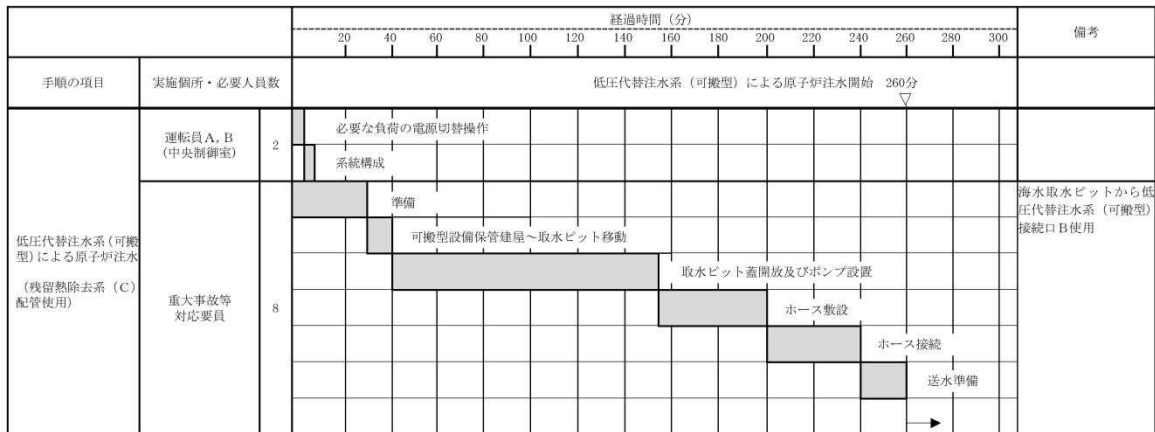 経過時間（分）
備考
20 40 60 80 100 120 140 160 180 200 220 240 260 280 300
手順の項目
実施個所・必要人員数
低圧代替注水系（可搬型）による原子炉注水開始 260分
▽
低圧代替注水系（可搬
型）による原子炉注水
（残留熱除去系（C）
配管使用）
運転員A，B
（中央制御室）
2
必要な負荷の電源切替操作
系統構成
重大事故等
対応要員
8
準備
可搬型設備保管建屋～取水ピット移動
取水ピット蓋開放及びポンプ設置
ホース敷設
ホース接続
送水準備
海水取水ピットから低
圧代替注水系（可搬型）
接続口B使用